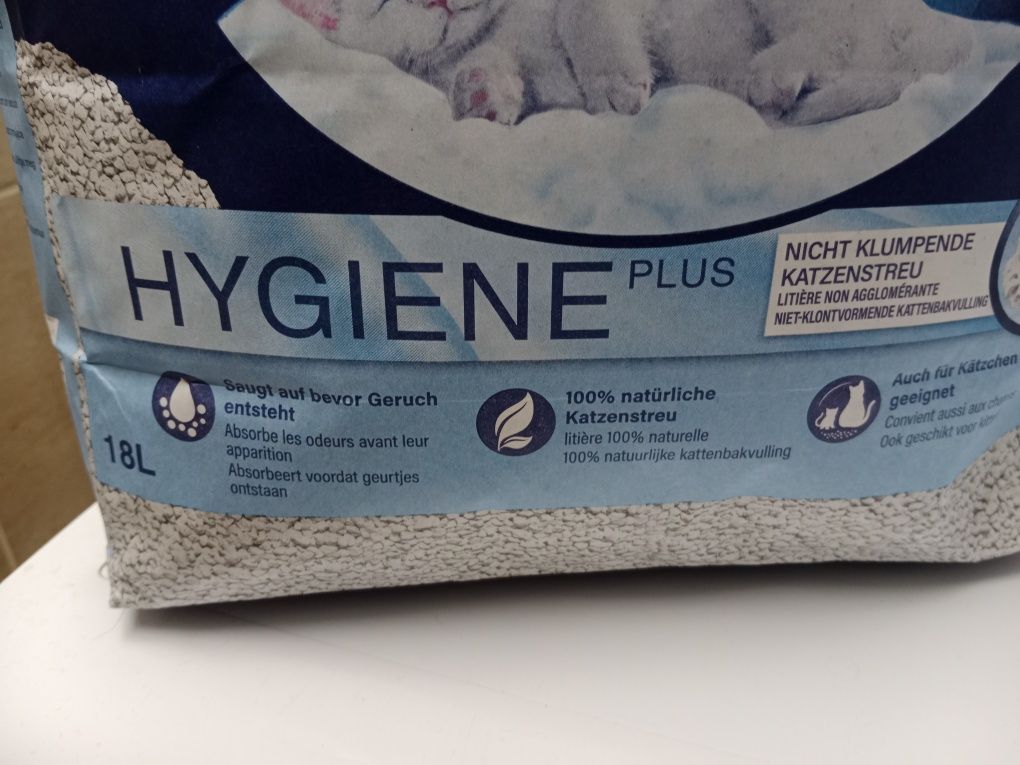 HYGIENE PLUS
NICHT KLUMPENDE
KATZENSTREU
LITIÈRE NON AGGLOMÉRANTE
NIET-KLONTVORMENDE KATTENBAKVULLING
18L
Saugt auf bevor Geruch
entsteht
Absorbe les odeurs avant leur
apparition
Absorbeert voordat geurtjes
ontstaan
100% natürliche
Katzenstreu
litière 100% naturelle
100% natuurlijke kattenbakvulling
Auch für Kätzchen
geeignet
Convient aussi aux
Ook geschikt voor